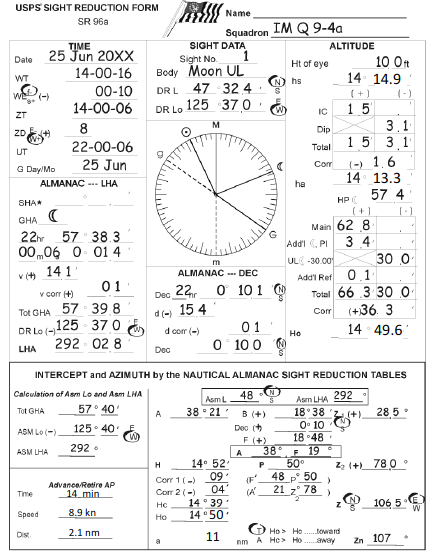 USPS SIGHT REDUCTION FORM
SR 96a
Name
Squadron IM Q 9-4a
TIME
Date 25 Jun 20XX
WT 14-00-16
WE (-) F S+ 00-10
ZT 14-00-06
ZD E(-) W+ 8
UT 22-00-06
G Day/Mo 25 Jun
ALMANAC --- LHA
SHA★
GHA ☾
22hr 57° 38.3'
00m06 0° 01.4'
v (+) 14.1'
v corr (+) 0.1'
Tot GHA 57° 39.8'
DR Lo (-) 125° 37.0' E W
LHA 292° 02.8'
SIGHT DATA
Sight No. 1
Body Moon UL
DR L 47° 32.4' N S
DR Lo 125° 37.0' E W
M
g
G
m
ALMANAC --- DEC
Dec 22hr 0° 10.1' N S
d (-) 15.4'
d corr (-) 0.1'
Dec 0° 10.0' N S
ALTITUDE
Ht of eye 10.0ft
hs 14° 14.9'
(+) (-)
IC 1.5'
Dip 3.1'
Total 1.5' 3.1'
Corr (-) 1.6'
ha 14° 13.3'
HP ☾ 57.4'
(+) (-)
Main 62.8'
Add'l ☾, Pl 3.4'
UL ☾ -30.00' 30.0'
Add'l Ref 0.1'
Total 66.3' 30.0'
Corr (+) 36.3'
Ho 14° 49.6'
INTERCEPT and AZIMUTH by the NAUTICAL ALMANAC SIGHT REDUCTION TABLES
Calculation of Asm Lo and Asm LHA
Tot GHA 57° 40'
ASM Lo (-) 125° 40' E W
ASM LHA 292°
Advance/Retire AP
Time 14 min
Speed 8.9 kn
Dist. 2.1 nm
Asm L 48° N S Asm LHA 292°
A 38° 21' B (+) 18° 38' Z₁ (+) 28.5°
Dec (+) 0° 10' N S
F (+) 18° 48'
A 38° F 19°
H 14° 52' P 50° Z₂ (+) 78.0°
Corr 1 (-) 09' (F' 48 P° 50)
Corr 2 (-) 04' (A' 21 Z₂° 78)
Hc 14° 39' Z N S 106.5° E W
Ho 14° 50'
a 11 nm T A Ho > Hc ......toward
Hc > Ho ......away Zn 107°